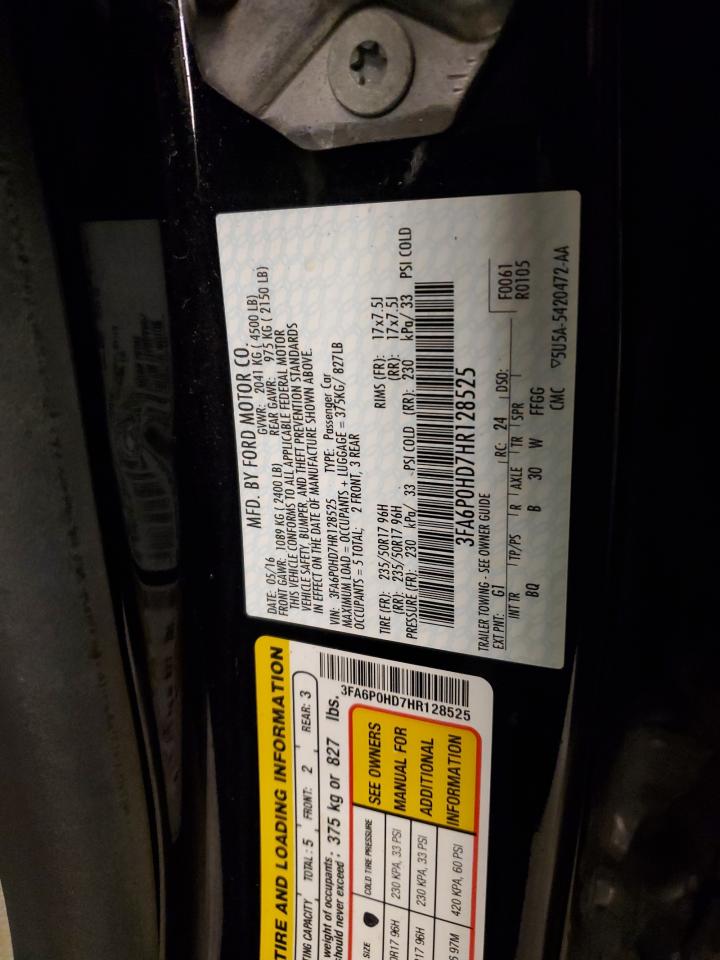 MFD. BY FORD MOTOR CO.
DATE: 05/16 GVWR: 2041 KG ( 4500 LB)
FRONT GAWR: 1089 KG ( 2400 LB) REAR GAWR: 975 KG ( 2150 LB)
THIS VEHICLE CONFORMS TO ALL APPLICABLE FEDERAL MOTOR
VEHICLE SAFETY, BUMPER, AND THEFT PREVENTION STANDARDS
IN EFFECT ON THE DATE OF MANUFACTURE SHOWN ABOVE.
VIN: 3FA6P0HD7HR128525 TYPE: Passenger Car
MAXIMUM LOAD = OCCUPANTS + LUGGAGE = 375KG/ 827LB
OCCUPANTS = 5 TOTAL; 2 FRONT, 3 REAR
TIRE (FR): 235/50R17 96H RIMS (FR): 17x7.5J
(RR): 235/50R17 96H (RR): 17x7.5J
PRESSURE (FR): 230 kPa/ 33 PSI COLD (RR): 230 kPa/ 33 PSI COLD
3FA6P0HD7HR128525
TRAILER TOWING - SEE OWNER GUIDE
EXT PNT: G1 RC: 24 DSO: F0061
R0105
INT TR TP/PS R AXLE TR SPR
BQ B 30 W FFGG
CMC ▽5U5A-5420472-AA
TIRE AND LOADING INFORMATION
TING CAPACITY TOTAL : 5 FRONT: 2 REAR: 3
weight of occupants
hould never exceed : 375 kg or 827 lbs.
3FA6P0HD7HR128525
SIZE COLD TIRE PRESSURE
0R17 96H 230 KPA, 33 PSI
17 96H 230 KPA, 33 PSI
97M 420 KPA, 60 PSI
SEE OWNERS
MANUAL FOR
ADDITIONAL
INFORMATION